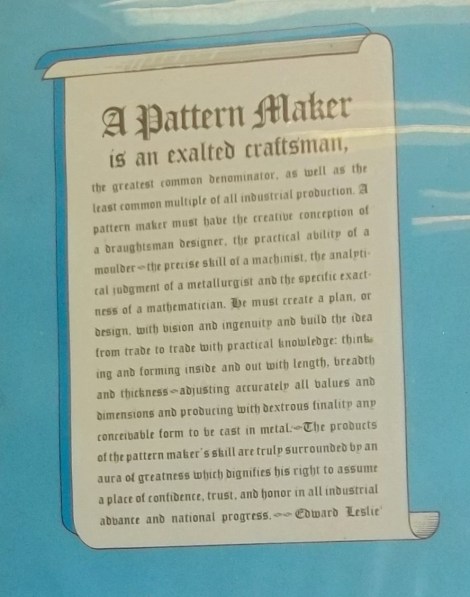 A Pattern Maker
is an exalted craftsman,
the greatest common denominator, as well as the
least common multiple of all industrial production. A
pattern maker must have the creative conception of
a draughtsman designer, the practical ability of a
moulder—the precise skill of a machinist, the analyti-
cal judgment of a metallurgist and the specific exact-
ness of a mathematician. He must create a plan, or
design, with vision and ingenuity and build the idea
from trade to trade with practical knowledge: think-
ing and forming inside and out with length, breadth
and thickness—adjusting accurately all values and
dimensions and producing with dextrous finality any
conceivable form to be cast in metal.—The products
of the pattern maker's skill are truly surrounded by an
aura of greatness which dignifies his right to assume
a place of confidence, trust, and honor in all industrial
advance and national progress.—Edward Leslie